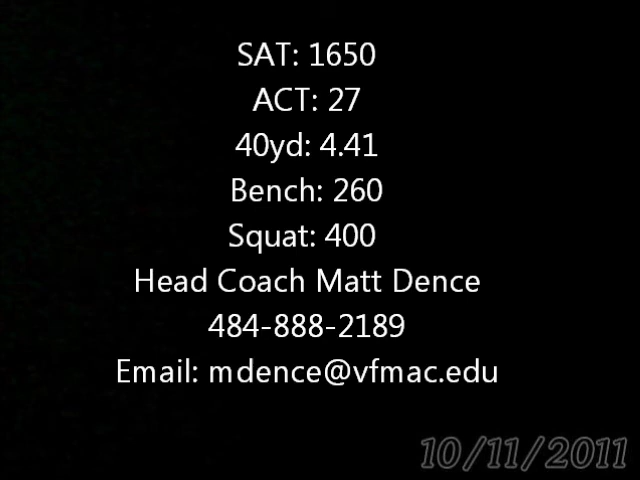 SAT: 1650
ACT: 27
40yd: 4.41
Bench: 260
Squat: 400
Head Coach Matt Dence
484-888-2189
Email: mdence@vfmac.edu
10/11/2011